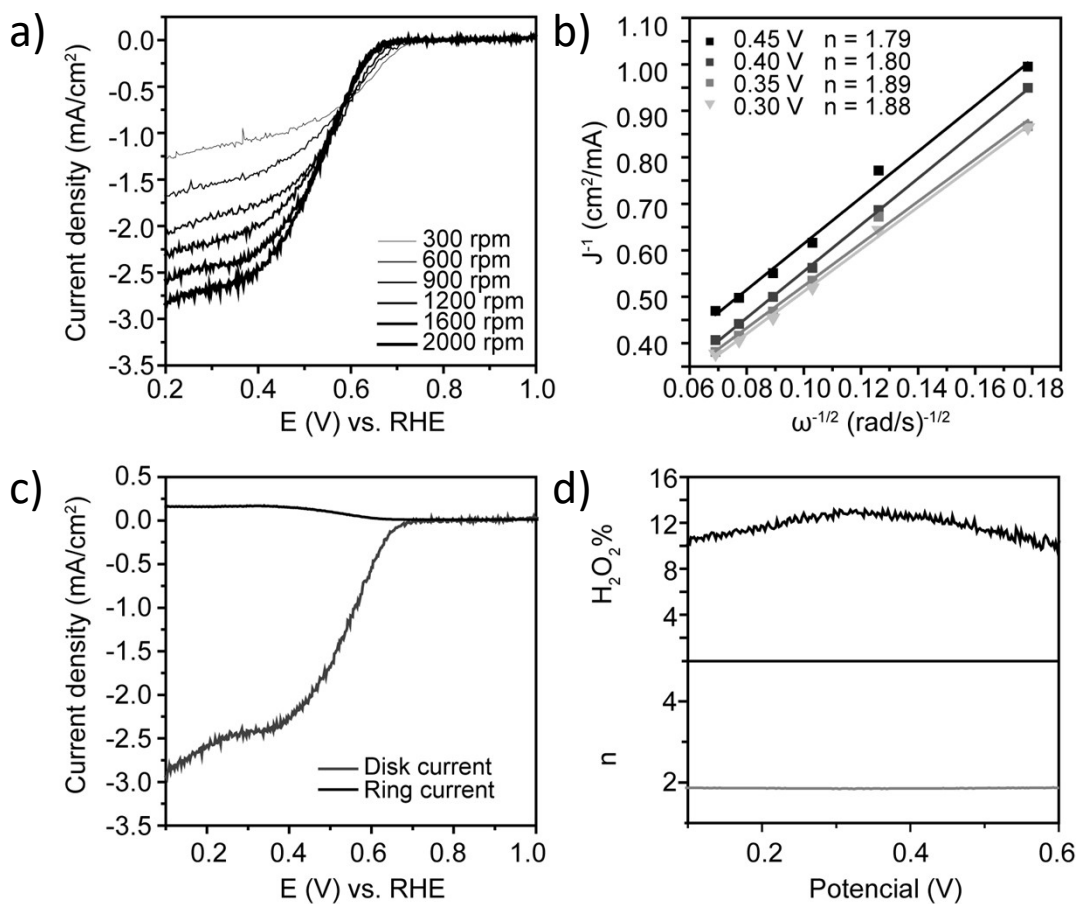 a)
0.0
-0.5
-1.0
-1.5
-2.0
-2.5
-3.0
-3.5
Current density (mA/cm²)
300 rpm
600 rpm
900 rpm
1200 rpm
1600 rpm
2000 rpm
0.2 0.4 0.6 0.8 1.0
E (V) vs. RHE
b)
0.45 V n = 1.79
0.40 V n = 1.80
0.35 V n = 1.89
0.30 V n = 1.88
1.10
1.00
0.90
0.80
0.70
0.60
0.50
0.40
J⁻¹ (cm²/mA)
0.06 0.08 0.10 0.12 0.14 0.16 0.18
ω⁻¹/² (rad/s)⁻¹/²
c)
0.5
0.0
-0.5
-1.0
-1.5
-2.0
-2.5
-3.0
-3.5
Current density (mA/cm²)
Disk current
Ring current
0.2 0.4 0.6 0.8 1.0
E (V) vs. RHE
d)
16
12
8
4
H₂O₂%
4
2
n
0.2 0.4 0.6
Potencial (V)